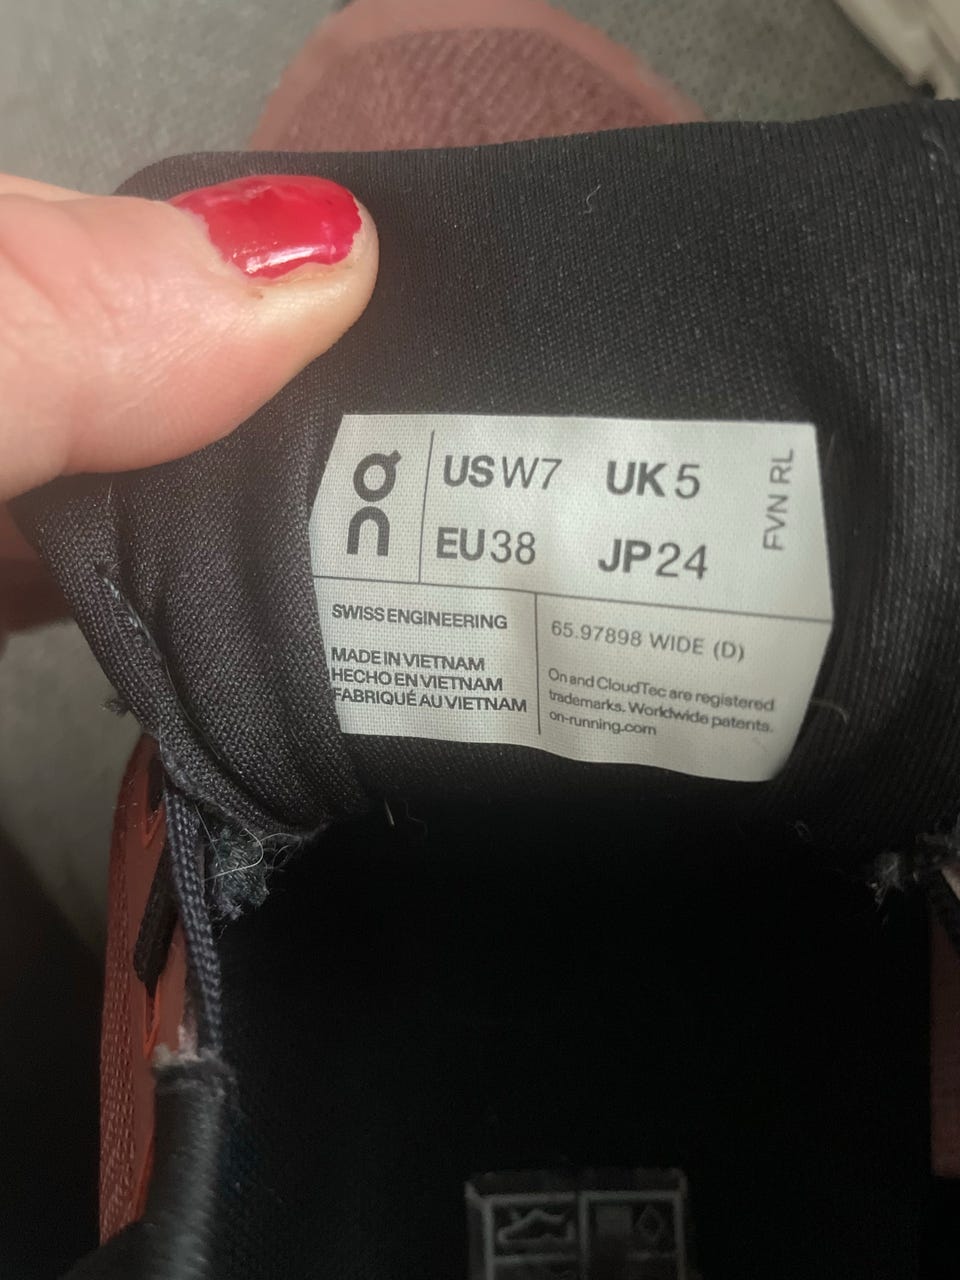 On
US W7 UK 5
EU 38 JP 24
FVN RL
SWISS ENGINEERING
MADE IN VIETNAM
HECHO EN VIETNAM
FABRIQUÉ AU VIETNAM
65.97898 WIDE (D)
On and CloudTec are registered
trademarks. Worldwide patents.
on-running.com